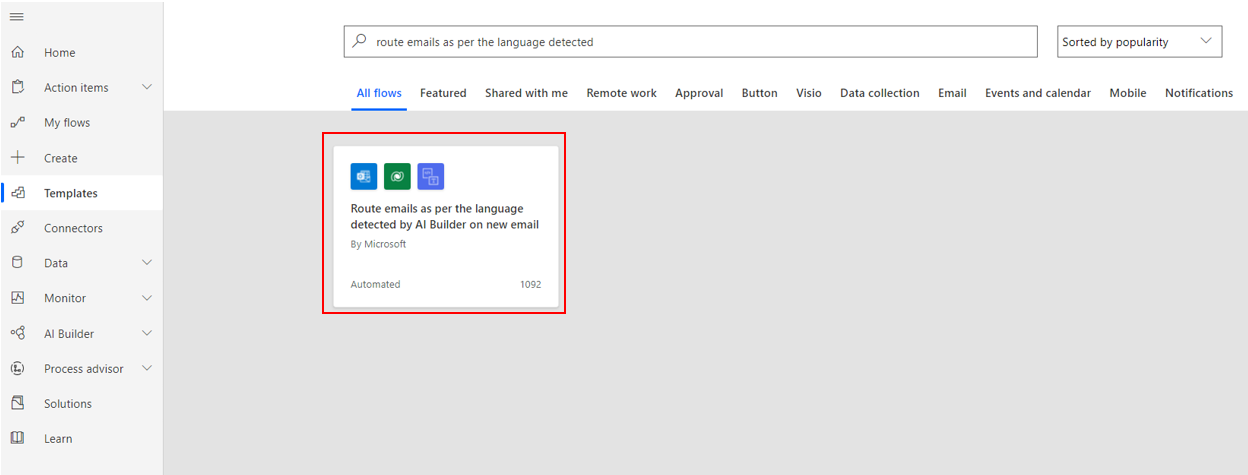 route emails as per the language detected
Sorted by popularity
Home
Action items
My flows
Create
Templates
Connectors
Data
Monitor
AI Builder
Process advisor
Solutions
Learn
All flows Featured Shared with me Remote work Approval Button Visio Data collection Email Events and calendar Mobile Notifications
Route emails as per the language
detected by AI Builder on new email
By Microsoft
Automated 1092